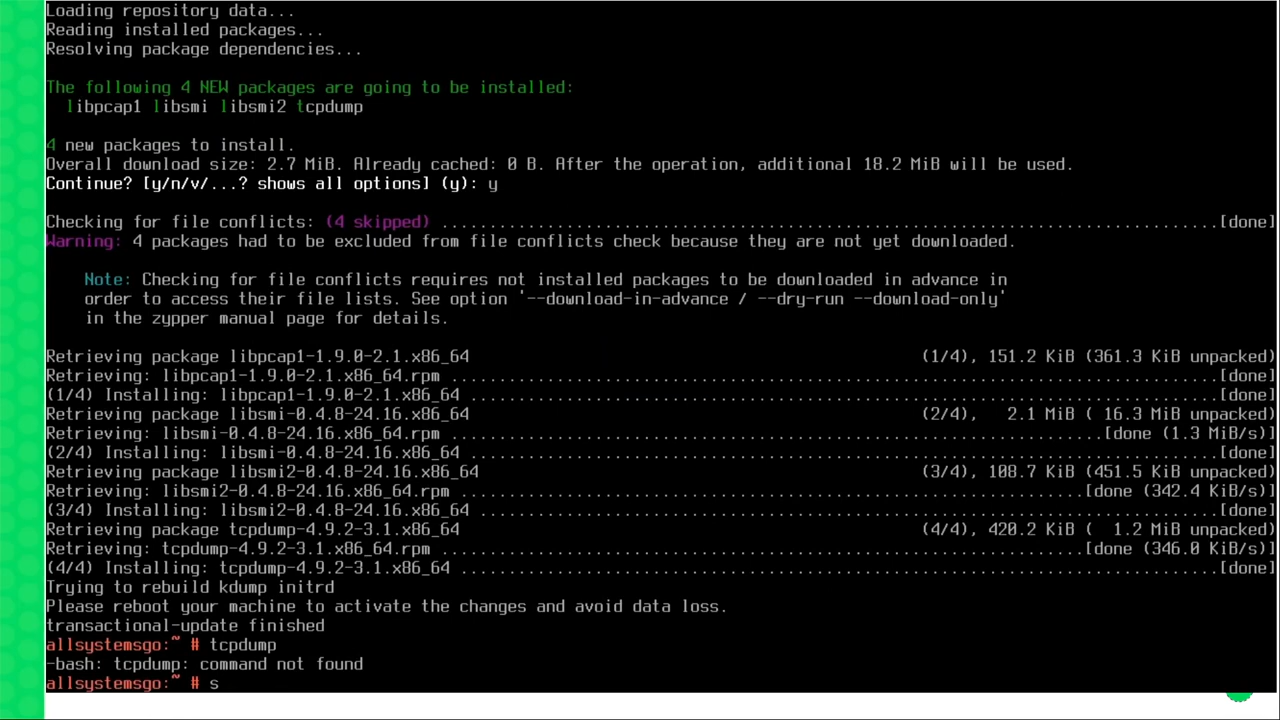 Loading repository data...
Reading installed packages...
Resolving package dependencies...
The following 4 NEW packages are going to be installed:
  libpcap1 libsmi libsmi2 tcpdump
4 new packages to install.
Overall download size: 2.7 MiB. Already cached: 0 B. After the operation, additional 18.2 MiB will be used.
Continue? [y/n/v/...? shows all options] (y): y
Checking for file conflicts: (4 skipped) ..................................................................................[done]
Warning: 4 packages had to be excluded from file conflicts check because they are not yet downloaded.
    Note: Checking for file conflicts requires not installed packages to be downloaded in advance in
    order to access their file lists. See option '--download-in-advance / --dry-run --download-only'
    in the zypper manual page for details.
Retrieving package libpcap1-1.9.0-2.1.x86_64                                               (1/4), 151.2 KiB (361.3 KiB unpacked)
Retrieving: libpcap1-1.9.0-2.1.x86_64.rpm .................................................................................[done]
(1/4) Installing: libpcap1-1.9.0-2.1.x86_64 ...............................................................................[done]
Retrieving package libsmi-0.4.8-24.16.x86_64                                               (2/4),   2.1 MiB ( 16.3 MiB unpacked)
Retrieving: libsmi-0.4.8-24.16.x86_64.rpm .....................................................................[done (1.3 MiB/s)]
(2/4) Installing: libsmi-0.4.8-24.16.x86_64 ...............................................................................[done]
Retrieving package libsmi2-0.4.8-24.16.x86_64                                              (3/4), 108.7 KiB (451.5 KiB unpacked)
Retrieving: libsmi2-0.4.8-24.16.x86_64.rpm ..................................................................[done (342.4 KiB/s)]
(3/4) Installing: libsmi2-0.4.8-24.16.x86_64 ..............................................................................[done]
Retrieving package tcpdump-4.9.2-3.1.x86_64                                                (4/4), 420.2 KiB (  1.2 MiB unpacked)
Retrieving: tcpdump-4.9.2-3.1.x86_64.rpm ....................................................................[done (346.0 KiB/s)]
(4/4) Installing: tcpdump-4.9.2-3.1.x86_64 ................................................................................[done]
Trying to rebuild kdump initrd
Please reboot your machine to activate the changes and avoid data loss.
transactional-update finished
allsystemsgo:~ # tcpdump
-bash: tcpdump: command not found
allsystemsgo:~ # s